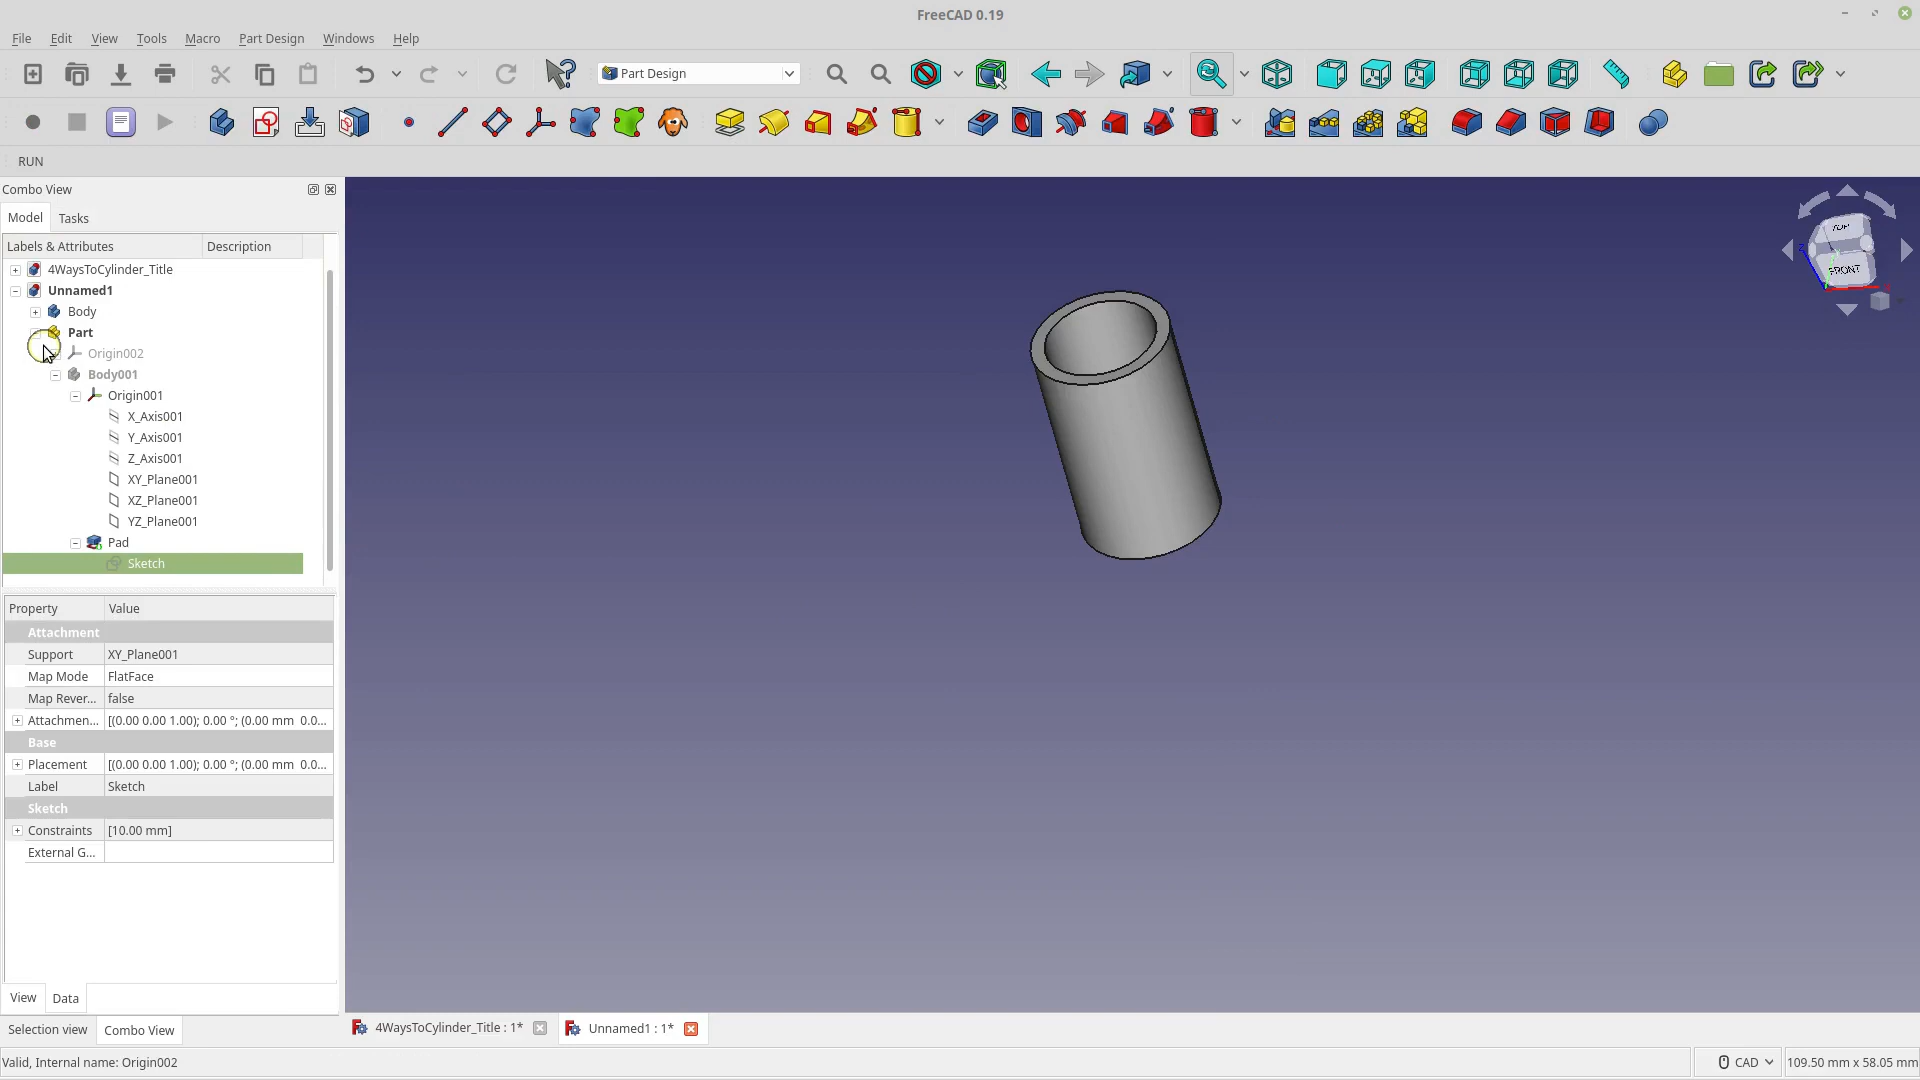 FreeCAD 0.19
File Edit View Tools Macro Part Design Windows Help
Part Design
RUN
Combo View
Model Tasks
Labels & Attributes Description
4WaysToCylinder_Title
Unnamed1
Body
Part
Origin002
Body001
Origin001
X_Axis001
Y_Axis001
Z_Axis001
XY_Plane001
XZ_Plane001
YZ_Plane001
Pad
Sketch
Property Value
Attachment
Support XY_Plane001
Map Mode FlatFace
Map Rever... false
Attachmen... [(0.00 0.00 1.00); 0.00 °; (0.00 mm 0.0...
Base
Placement [(0.00 0.00 1.00); 0.00 °; (0.00 mm 0.0...
Label Sketch
Sketch
Constraints [10.00 mm]
External G...
View Data
Selection view Combo View
TOP
FRONT
Z
4WaysToCylinder_Title : 1*
Unnamed1 : 1*
Valid, Internal name: Origin002
CAD
109.50 mm x 58.05 mm